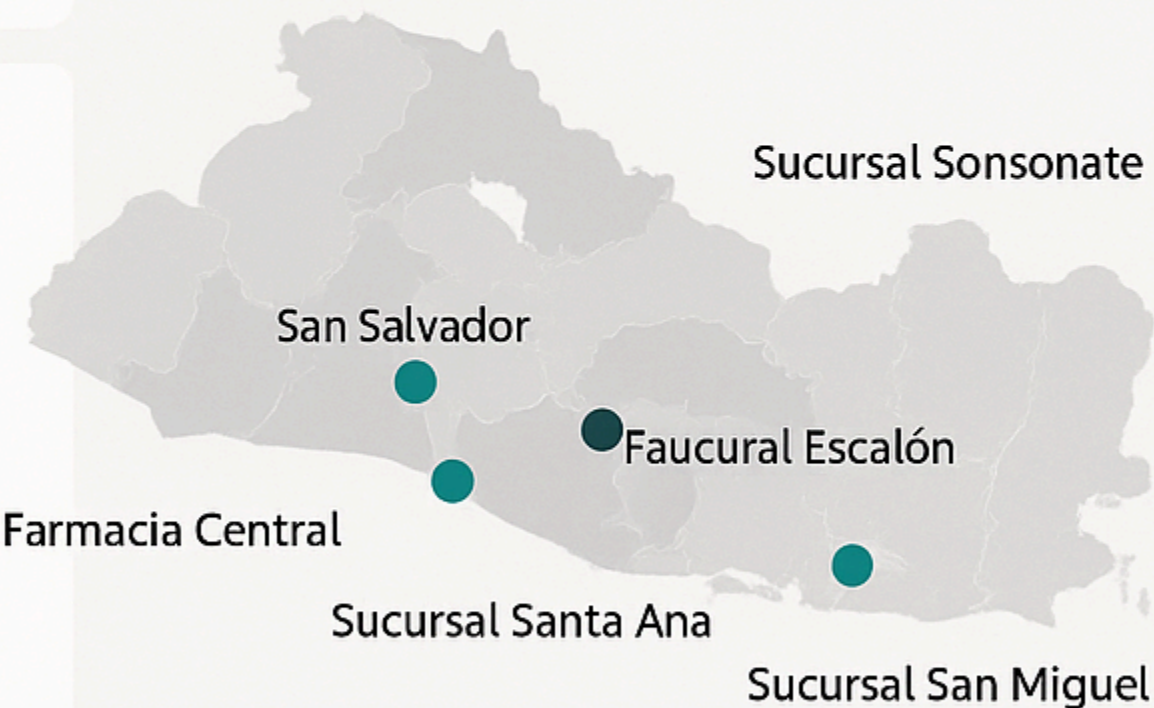 Sucursal Sonsonate
San Salvador
Faucural Escalón
Farmacia Central
Sucursal Santa Ana
Sucursal San Miguel